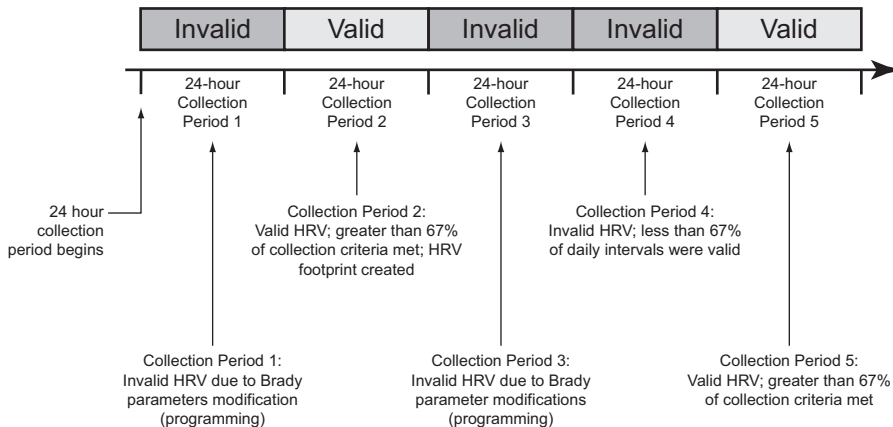 Invalid
Valid
Invalid
Invalid
Valid
24-hour
Collection
Period 1
24-hour
Collection
Period 2
24-hour
Collection
Period 3
24-hour
Collection
Period 4
24-hour
Collection
Period 5
24 hour
collection
period begins
Collection Period 2:
Valid HRV; greater than 67%
of collection criteria met; HRV
footprint created
Collection Period 4:
Invalid HRV; less than 67%
of daily intervals were valid
Collection Period 1:
Invalid HRV due to Brady
parameters modification
(programming)
Collection Period 3:
Invalid HRV due to Brady
parameter modifications
(programming)
Collection Period 5:
Valid HRV; greater than 67%
of collection criteria met